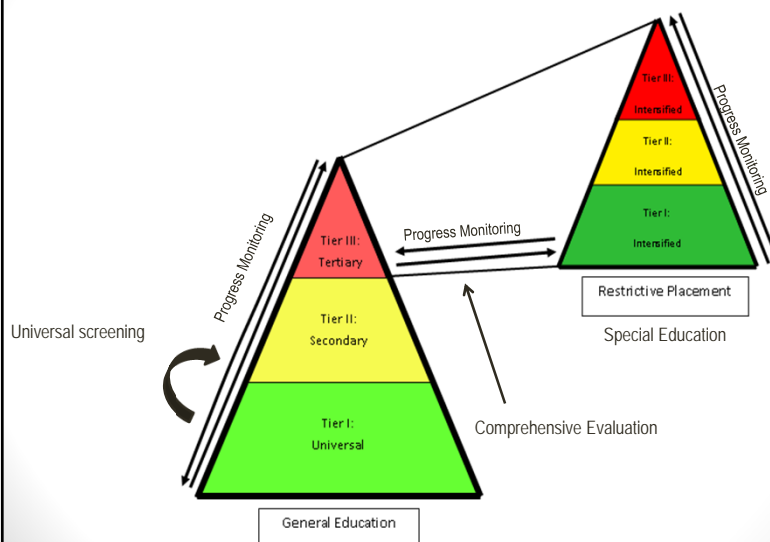 Tier III:
Intensified
Tier II:
Intensified
Tier I:
Intensified
Progress Monitoring
Restrictive Placement
Special Education
Progress Monitoring
Progress Monitoring
Universal screening
Tier III:
Tertiary
Tier II:
Secondary
Tier I:
Universal
Comprehensive Evaluation
General Education